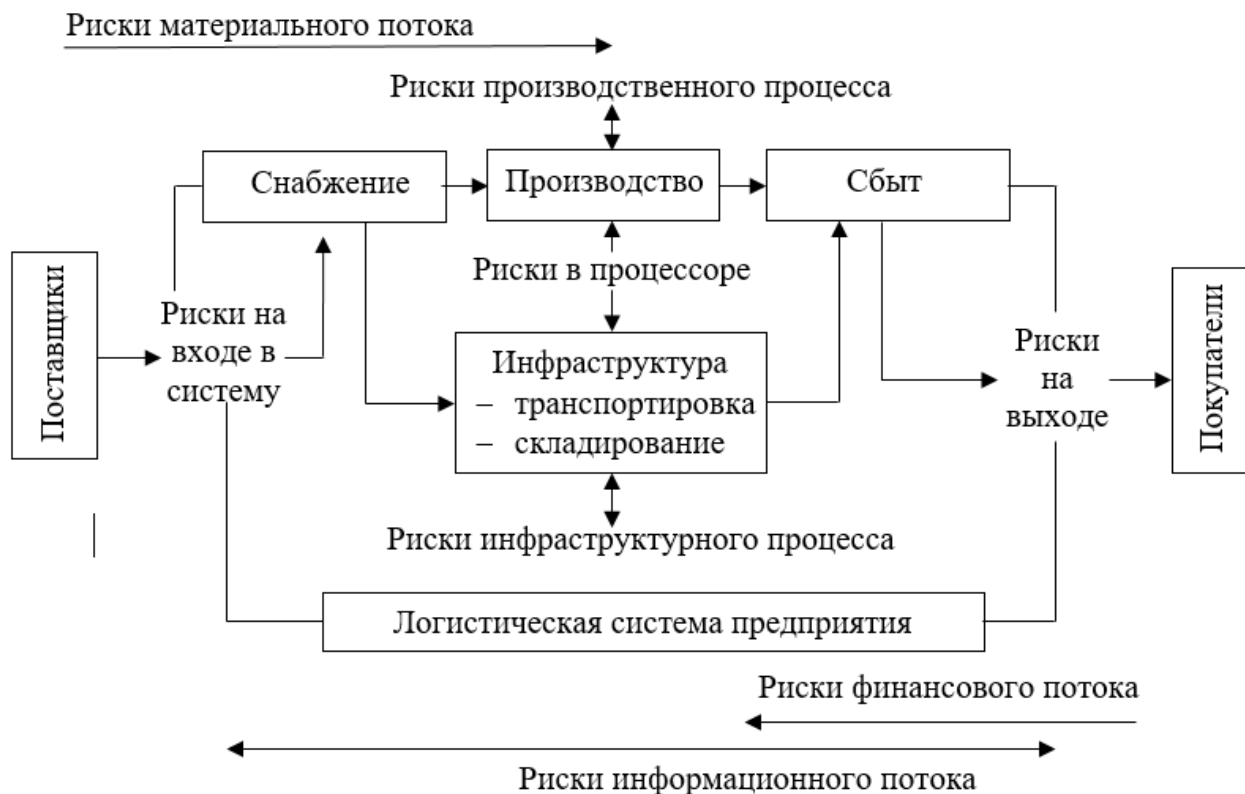 Риски материального потока
Риски производственного процесса
Снабжение
Производство
Сбыт
Поставщики
Риски на
входе в
систему
Риски в процессоре
Инфраструктура
– транспортировка
– складирование
Риски
на
выходе
Покупатели
Риски инфраструктурного процесса
Логистическая система предприятия
Риски финансового потока
Риски информационного потока